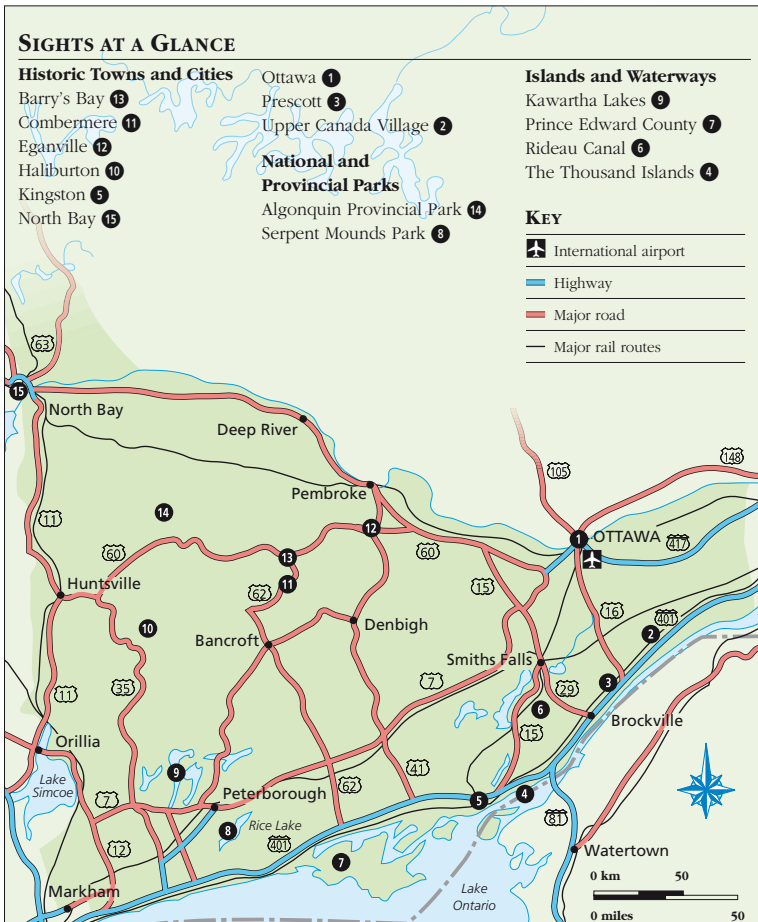 SIGHTS AT A GLANCE
Historic Towns and Cities
Barry's Bay 13
Combermere 11
Eganville 12
Haliburton 10
Kingston 5
North Bay 15
Ottawa 1
Prescott 3
Upper Canada Village 2
National and
Provincial Parks
Algonquin Provincial Park 14
Serpent Mounds Park 8
Islands and Waterways
Kawartha Lakes 9
Prince Edward County 7
Rideau Canal 6
The Thousand Islands 4
KEY
International airport
Highway
Major road
Major rail routes
63
15
North Bay
Deep River
148
105
Pembroke
14
11
12
1
OTTAWA
417
60
13
60
11
62
15
Huntsville
16
401
10
Denbigh
2
Bancroft
Smiths Falls
7
3
29
35
11
6
Brockville
15
Orillia
9
41
Lake
Simcoe
7
Peterborough
62
5
4
8
Rice Lake
401
81
12
7
Watertown
Markham
Lake
Ontario
0 km 50
0 miles 50